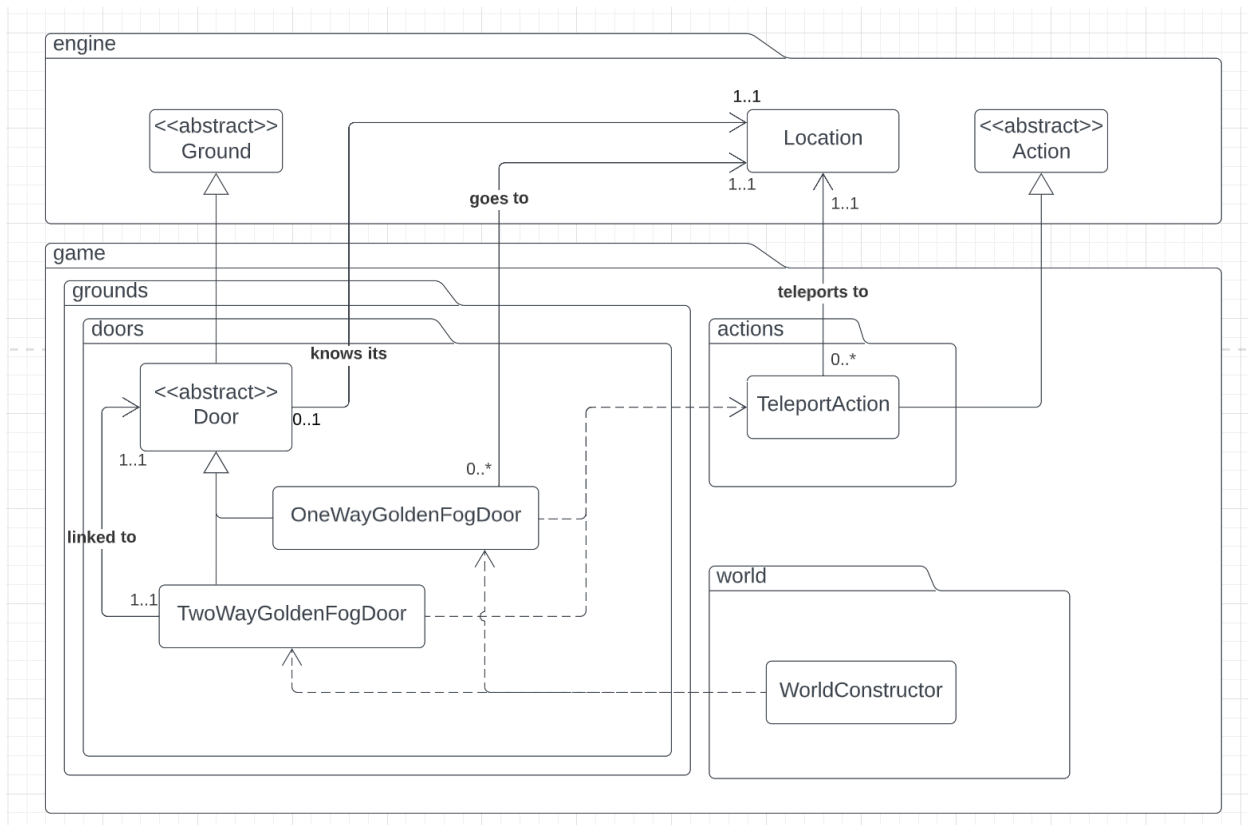 engine
1..1
<<abstract>>
Ground
Location
<<abstract>>
Action
1..1
goes to
1..1
game
grounds
teleports to
doors
actions
knows its
0..*
<<abstract>>
Door
0..1
TeleportAction
1..1
0..*
OneWayGoldenFogDoor
linked to
world
1..1
TwoWayGoldenFogDoor
WorldConstructor